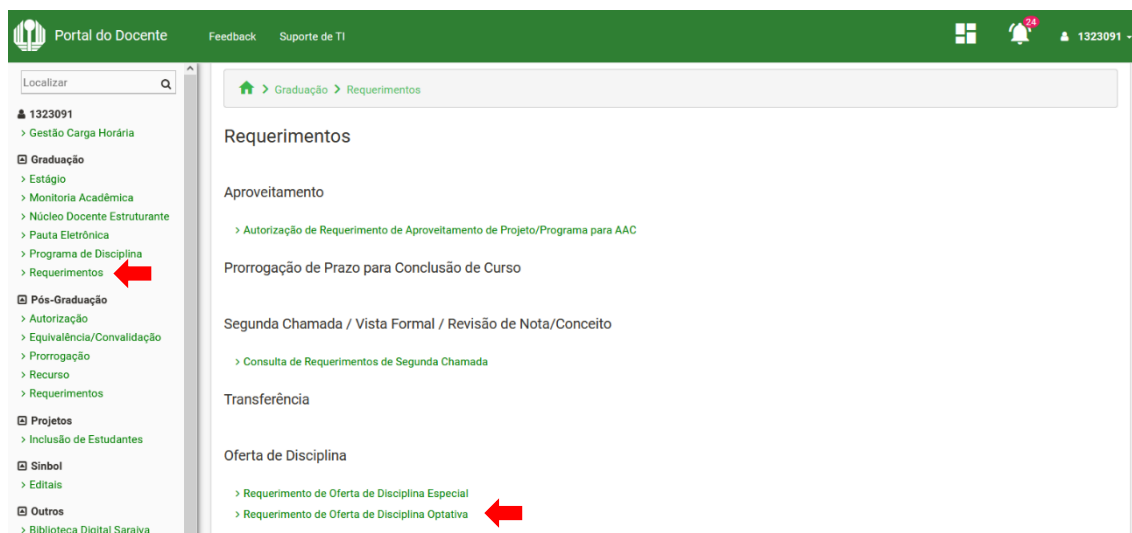 Portal do Docente
Feedback
Suporte de TI
24
1323091
Localizar
1323091
> Gestão Carga Horária
Graduação
> Estágio
> Monitoria Acadêmica
> Núcleo Docente Estruturante
> Pauta Eletrônica
> Programa de Disciplina
> Requerimentos
Pós-Graduação
> Autorização
> Equivalência/Convalidação
> Prorrogação
> Recurso
> Requerimentos
Projetos
> Inclusão de Estudantes
Sinbol
> Editais
Outros
> Biblioteca Digital Saraiva
> Graduação > Requerimentos
Requerimentos
Aproveitamento
> Autorização de Requerimento de Aproveitamento de Projeto/Programa para AAC
Prorrogação de Prazo para Conclusão de Curso
Segunda Chamada / Vista Formal / Revisão de Nota/Conceito
> Consulta de Requerimentos de Segunda Chamada
Transferência
Oferta de Disciplina
> Requerimento de Oferta de Disciplina Especial
> Requerimento de Oferta de Disciplina Optativa